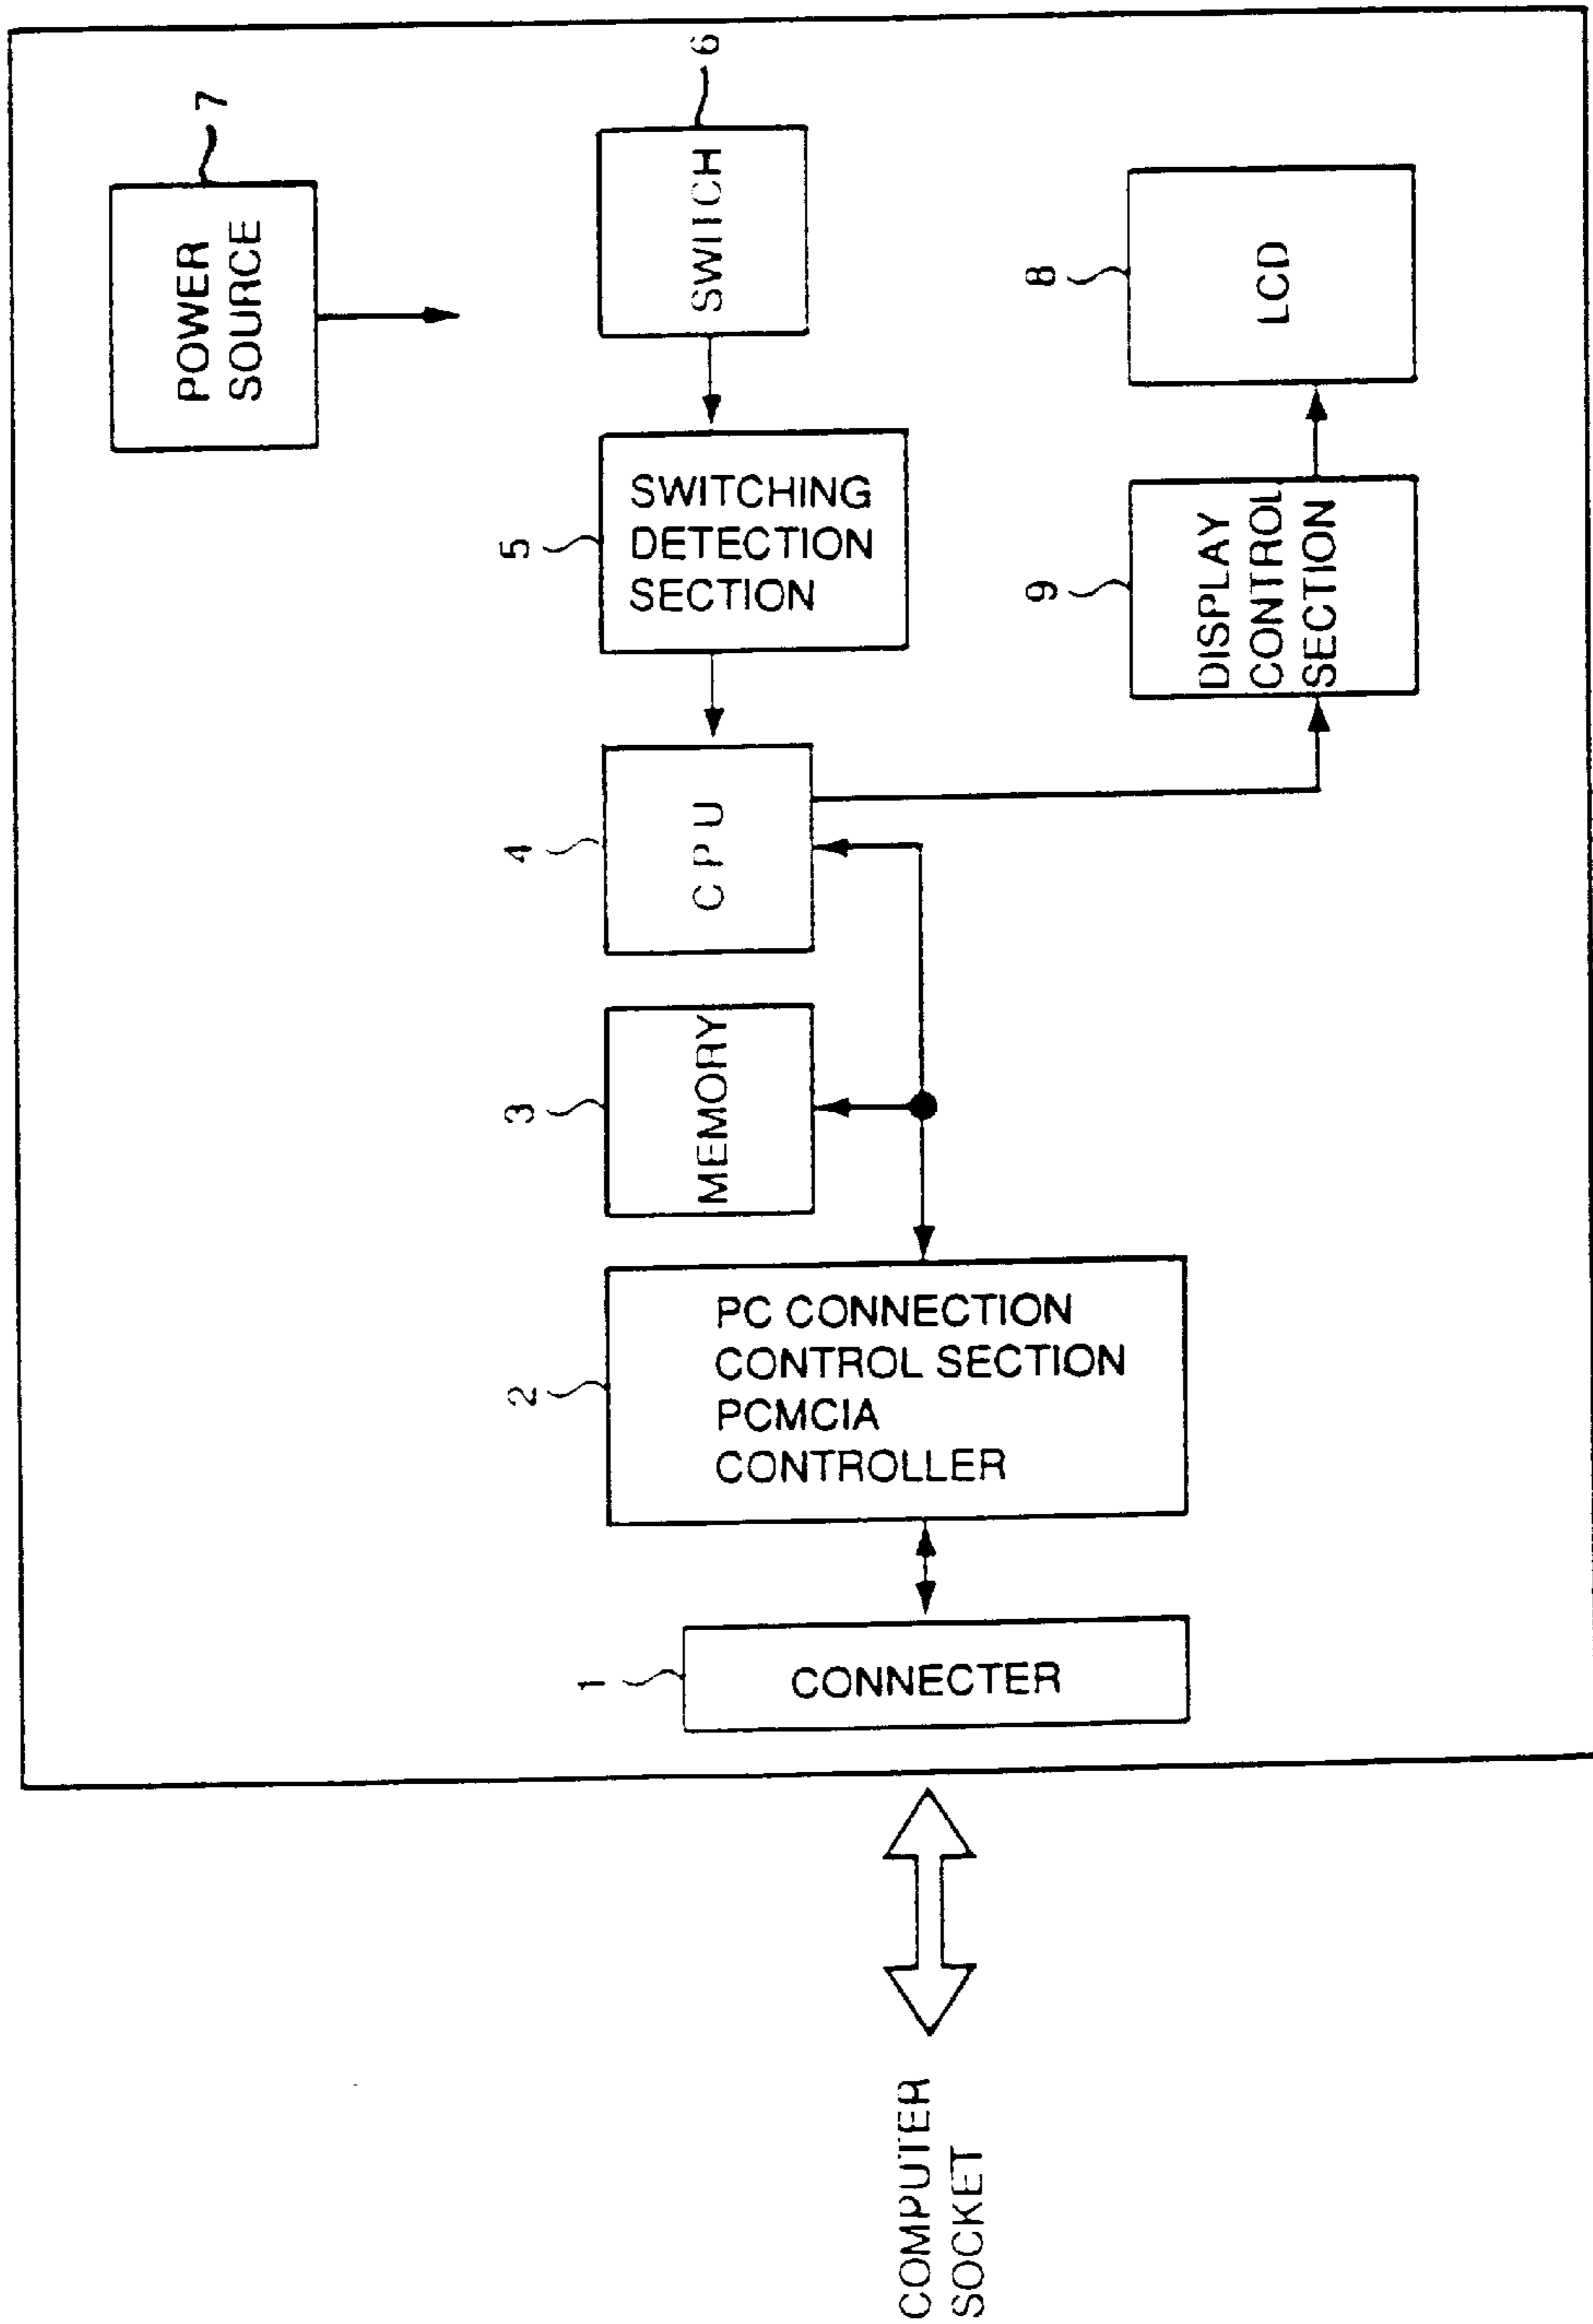 7
POWER
SOURCE
6
SWITCH
5
SWITCHING
DETECTION
SECTION
4
CPU
3
MEMORY
2
PC CONNECTION
CONTROL SECTION
PCMCIA
CONTROLLER
1
CONNECTER
8
LCD
9
DISPLAY
CONTROL
SECTION
COMPUTER
SOCKET